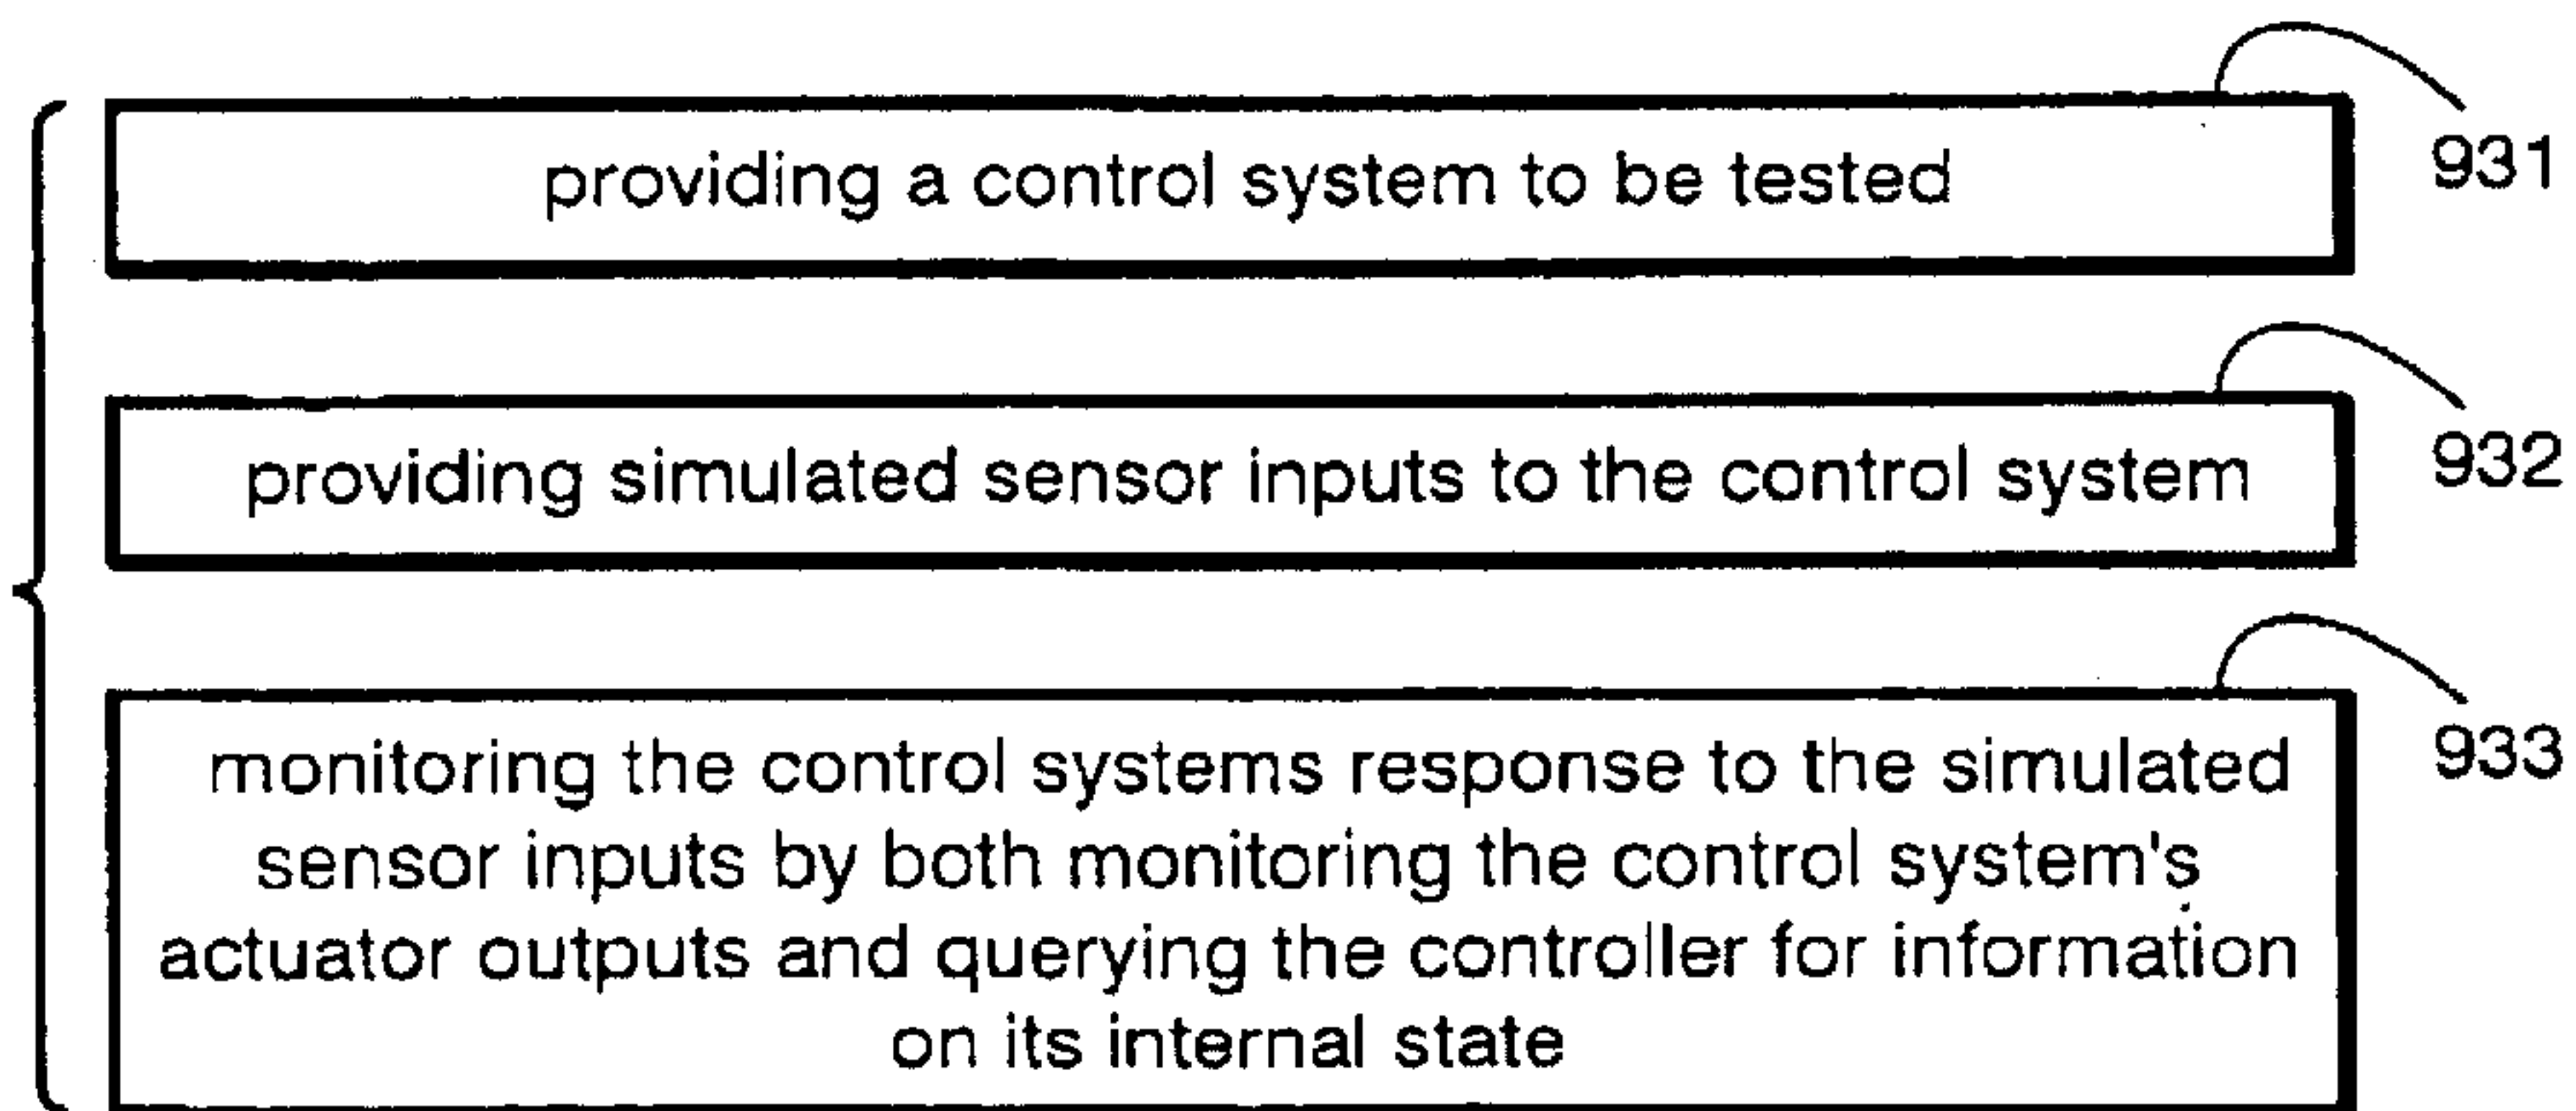 providing a control system to be tested
931
providing simulated sensor inputs to the control system
932
monitoring the control systems response to the simulated
sensor inputs by both monitoring the control system's
actuator outputs and querying the controller for information
on its internal state
933